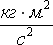 кг · м²
с²